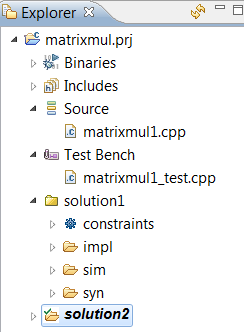 Explorer
matrixmul.prj
Binaries
Includes
Source
matrixmul1.cpp
Test Bench
matrixmul1_test.cpp
solution1
constraints
impl
sim
syn
solution2